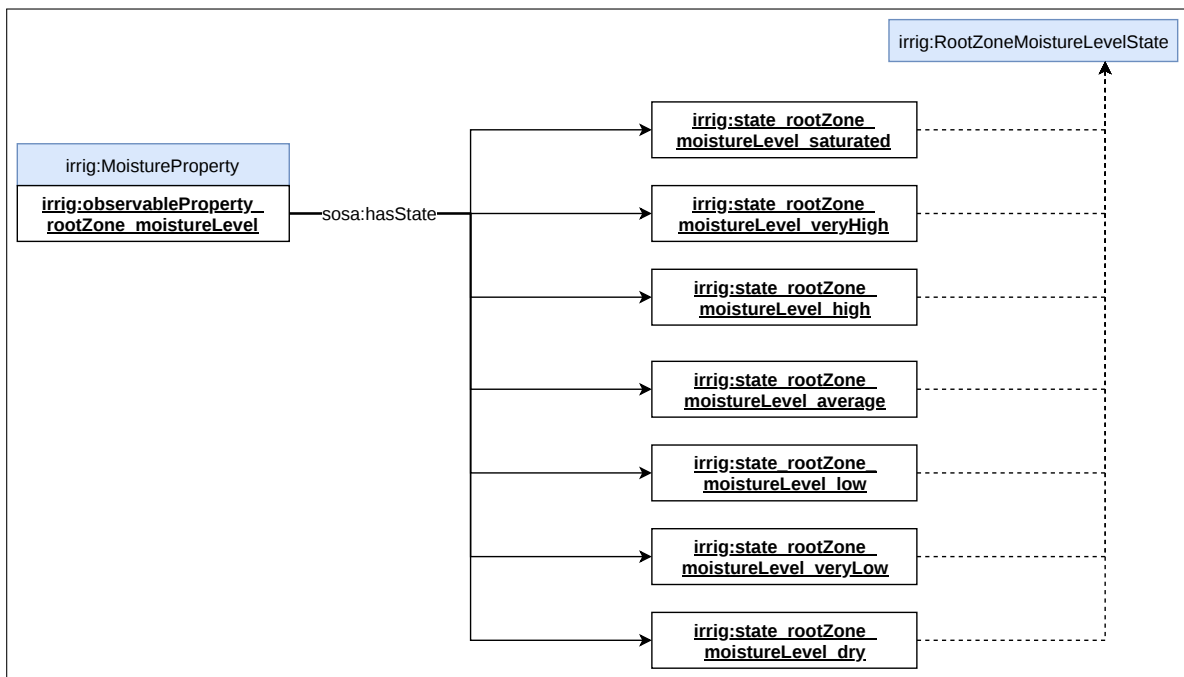 irrig:RootZoneMoistureLevelState
irrig:MoistureProperty
irrig:observableProperty_
rootZone_moistureLevel
sosa:hasState
irrig:state_rootZone_
moistureLevel_saturated
irrig:state_rootZone_
moistureLevel_veryHigh
irrig:state_rootZone_
moistureLevel_high
irrig:state_rootZone_
moistureLevel_average
irrig:state_rootZone_
moistureLevel_low
irrig:state_rootZone_
moistureLevel_veryLow
irrig:state_rootZone_
moistureLevel_dry